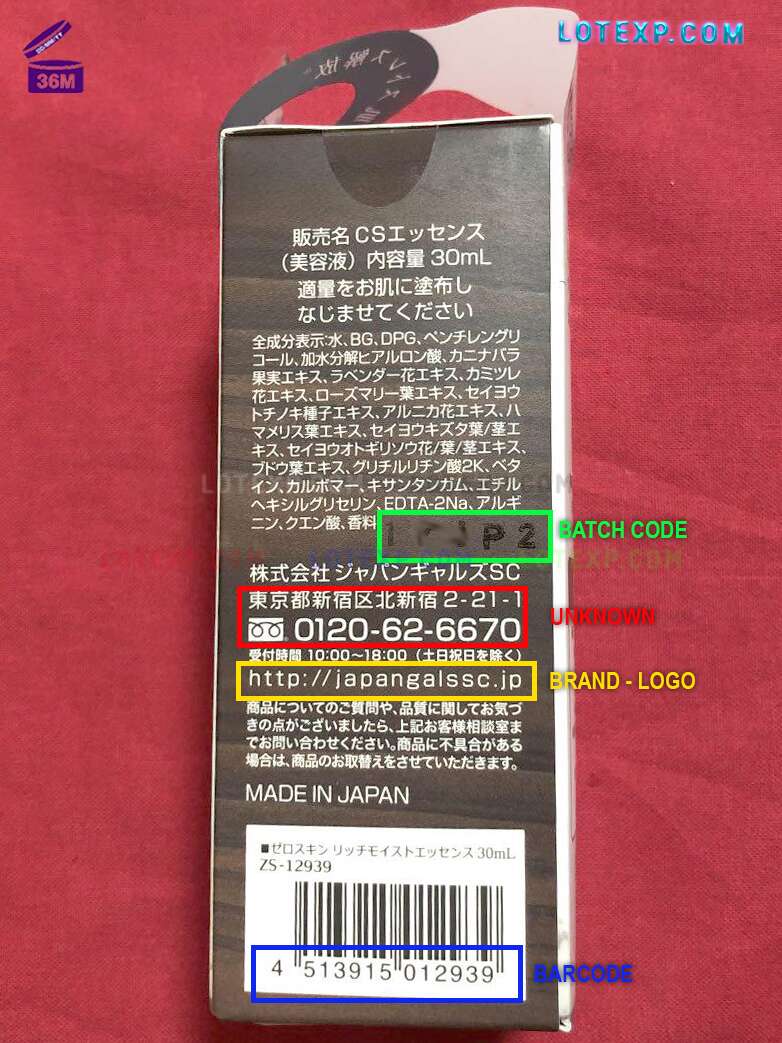 LOTEXP.COM
36M
販売名 CSエッセンス
(美容液) 内容量 30mL
適量をお肌に塗布し
なじませてください
全成分表示:水、BG、DPG、ペンチレングリ
コール、加水分解ヒアルロン酸、カニナバラ
果実エキス、ラベンダー花エキス、カミツレ
花エキス、ローズマリー葉エキス、セイヨウ
トチノキ種子エキス、アルニカ花エキス、ハ
マメリス葉エキス、セイヨウキズタ葉/茎エ
キス、セイヨウオトギリソウ花/葉/茎エキス、
ブドウ葉エキス、グリチルリチン酸2K、ベタ
イン、カルボマー、キサンタンガム、エチル
ヘキシルグリセリン、EDTA-2Na、アルギ
ニン、クエン酸、香料
P2
BATCH CODE
株式会社 ジャパンギャルズSC
東京都新宿区北新宿 2-21-1
0120-62-6670
UNKNOWN
受付時間 10:00～18:00 (土日祝日を除く)
http://japangalssc.jp
BRAND - LOGO
商品についてのご質問や、品質に関してお気づ
きの点がございましたら、上記お客様相談室ま
でお問い合わせください。商品に不具合がある
場合は、商品のお取替えをさせていただきます。
MADE IN JAPAN
■ゼロスキン リッチモイストエッセンス 30mL
ZS-12939
4 513915 012939
BARCODE